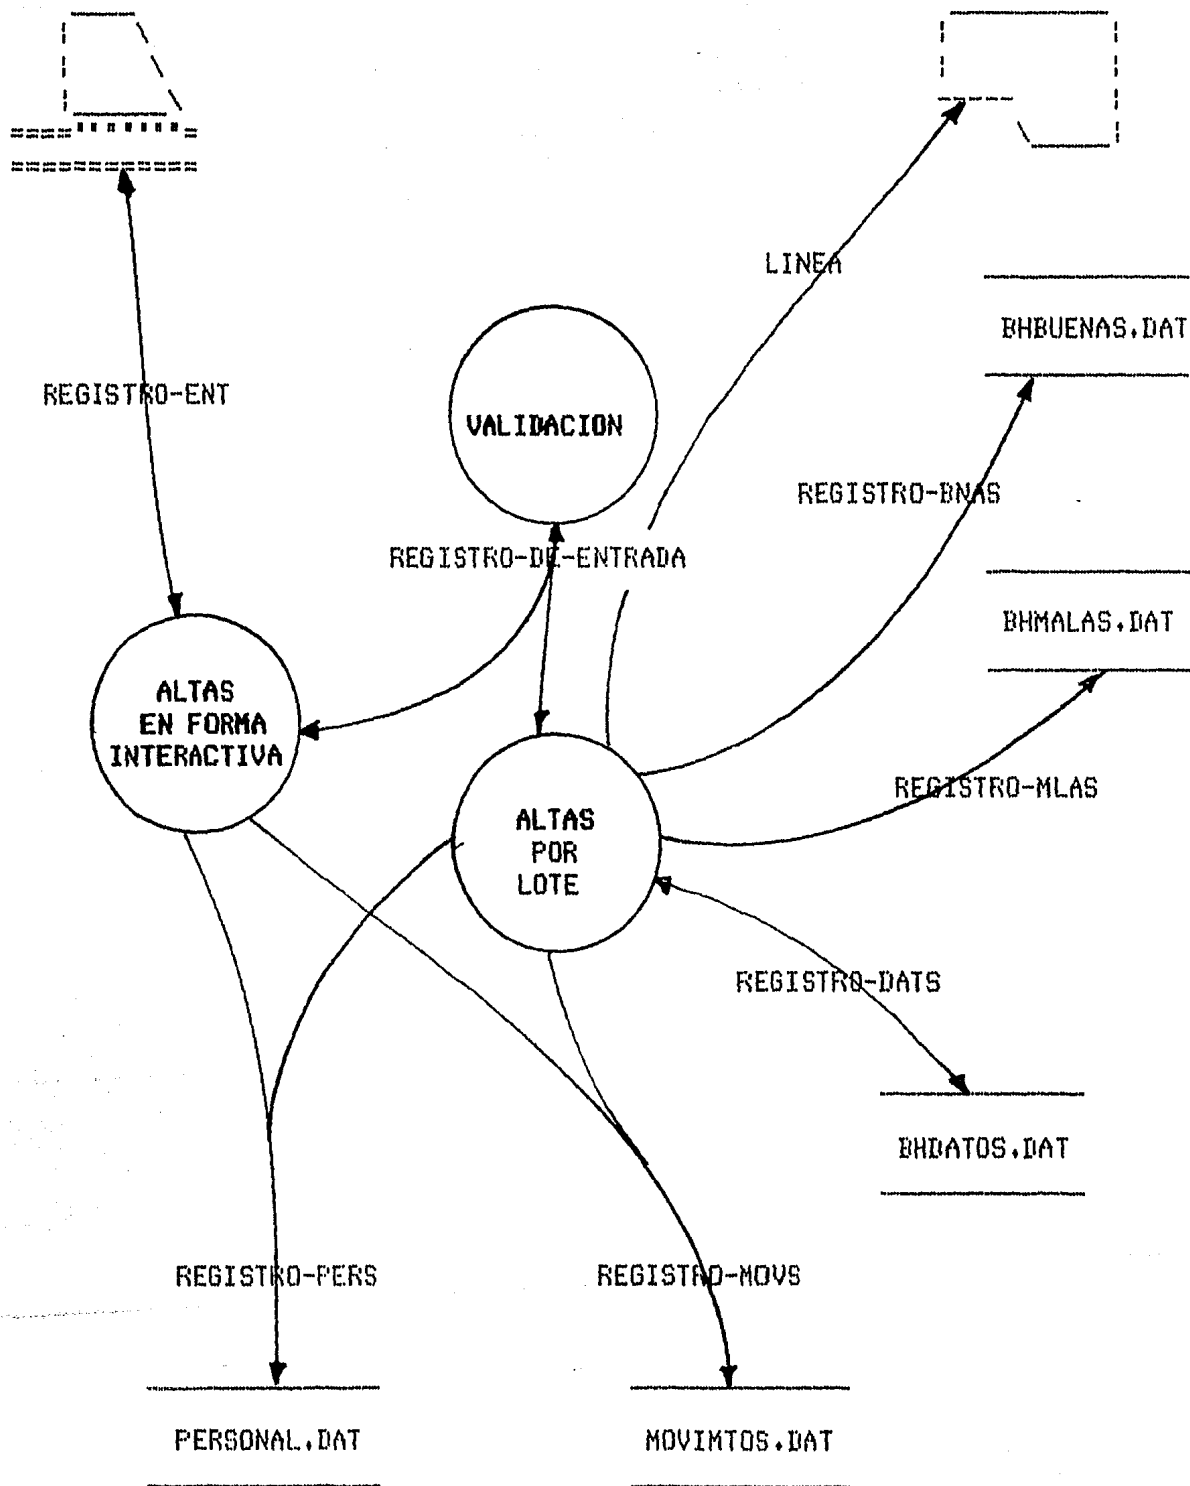 LINEA
BHBUENAS.DAT
REGISTRO-ENT
VALIDACION
REGISTRO-BNAS
REGISTRO-DE-ENTRADA
BHMALAS.DAT
ALTAS
EN FORMA
INTERACTIVA
REGISTRO-MLAS
ALTAS
POR
LOTE
REGISTRO-DATS
BHDATOS.DAT
REGISTRO-PERS
REGISTRO-MOVS
PERSONAL.DAT
MOVIMTOS.DAT